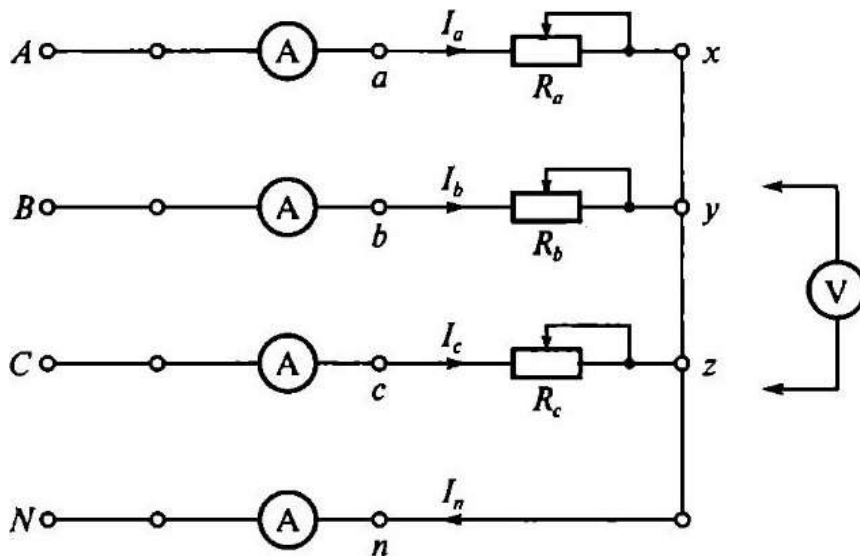 A A a I_a R_a x
B A b I_b R_b y
V
C A c I_c R_c z
N A n I_n